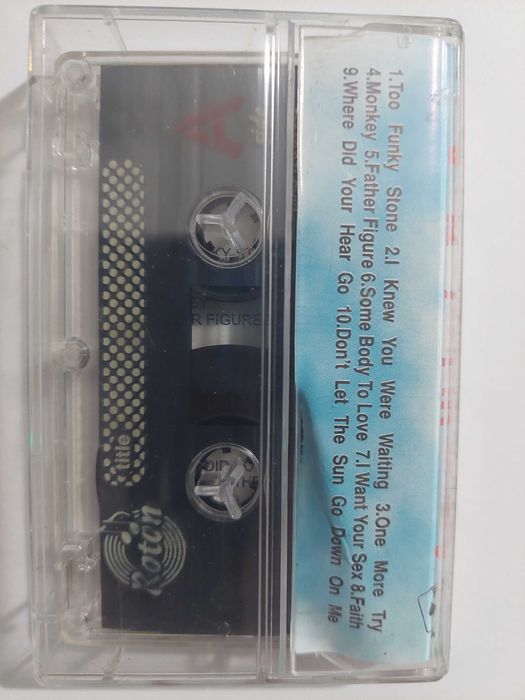 1.Too Funky Stone 2.I Knew You Were Waiting 3.One More Try
4.Monkey 5.Father Figure 6.Some Body To Love 7.I Want Your Sex 8.Faith
9.Where Did Your Hear Go 10.Don't Let The Sun Go Down On Me
A
R FIGURE
title
Roton